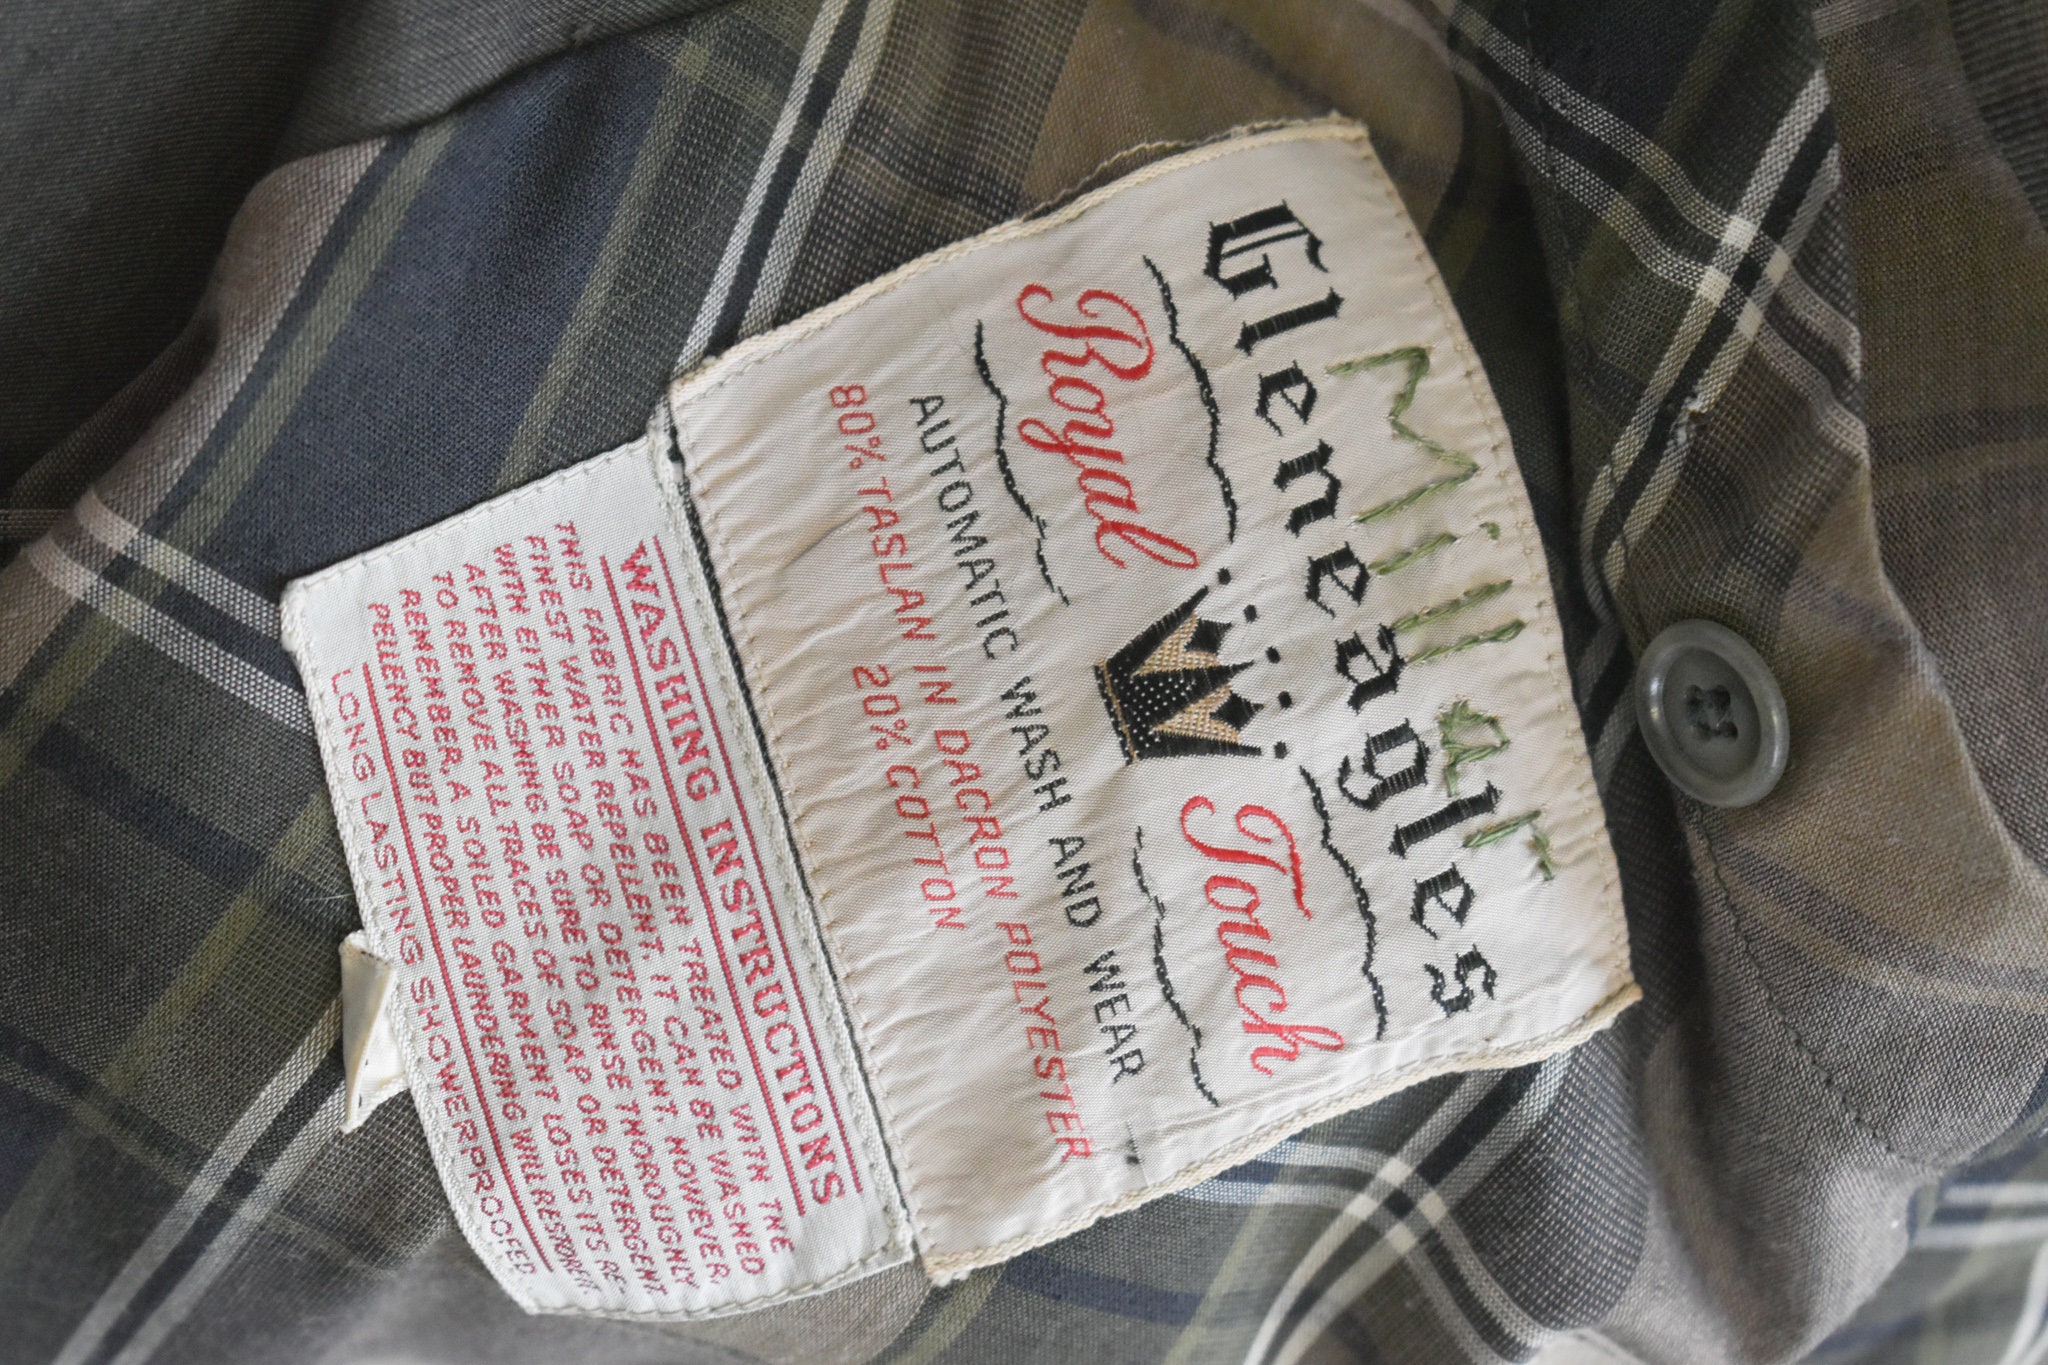 Millar
Gleneagles
Royal Touch
AUTOMATIC WASH AND WEAR
80% TASLAN IN DACRON POLYESTER
20% COTTON
WASHING INSTRUCTIONS
THIS FABRIC HAS BEEN TREATED WITH THE
FINEST WATER REPELLENT. IT CAN BE WASHED
WITH EITHER SOAP OR DETERGENT, HOWEVER,
AFTER WASHING BE SURE TO RINSE THOROUGHLY
TO REMOVE ALL TRACES OF SOAP OR DETERGENT
REMEMBER, A SOILED GARMENT LOSES ITS RE-
PELLENCY BUT PROPER LAUNDERING WILL RESTORE IT.
LONG LASTING SHOWERPROOFED